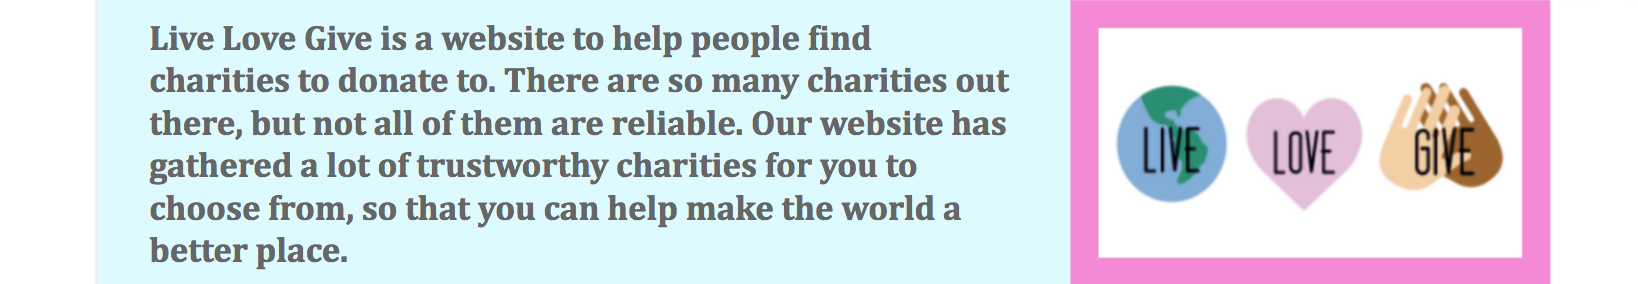 Live Love Give is a website to help people find
charities to donate to. There are so many charities out
there, but not all of them are reliable. Our website has
gathered a lot of trustworthy charities for you to
choose from, so that you can help make the world a
better place.
LIVE LOVE GIVE